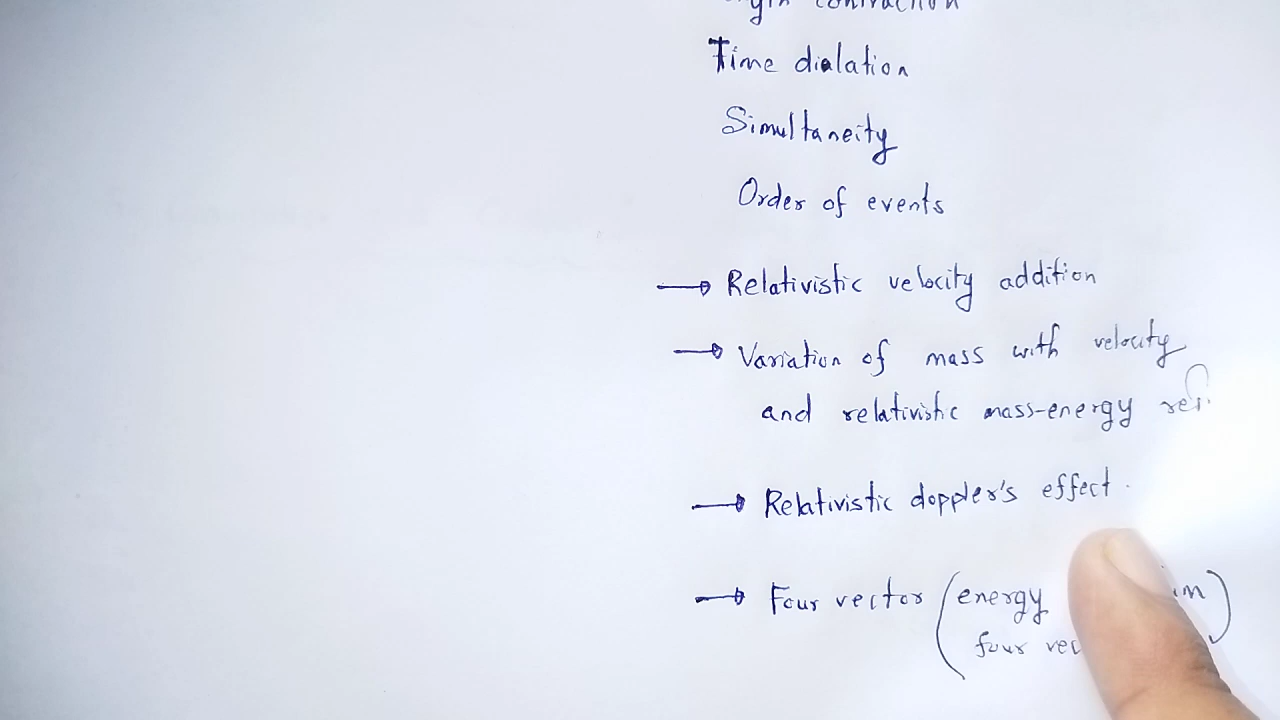 contraction
Time dialation
Simultaneity
Order of events
→ Relativistic velocity addition
→ Variation of mass with velocity
and relativistic mass-energy
→ Relativistic doppler's effect.
→ Four vector (energy
four